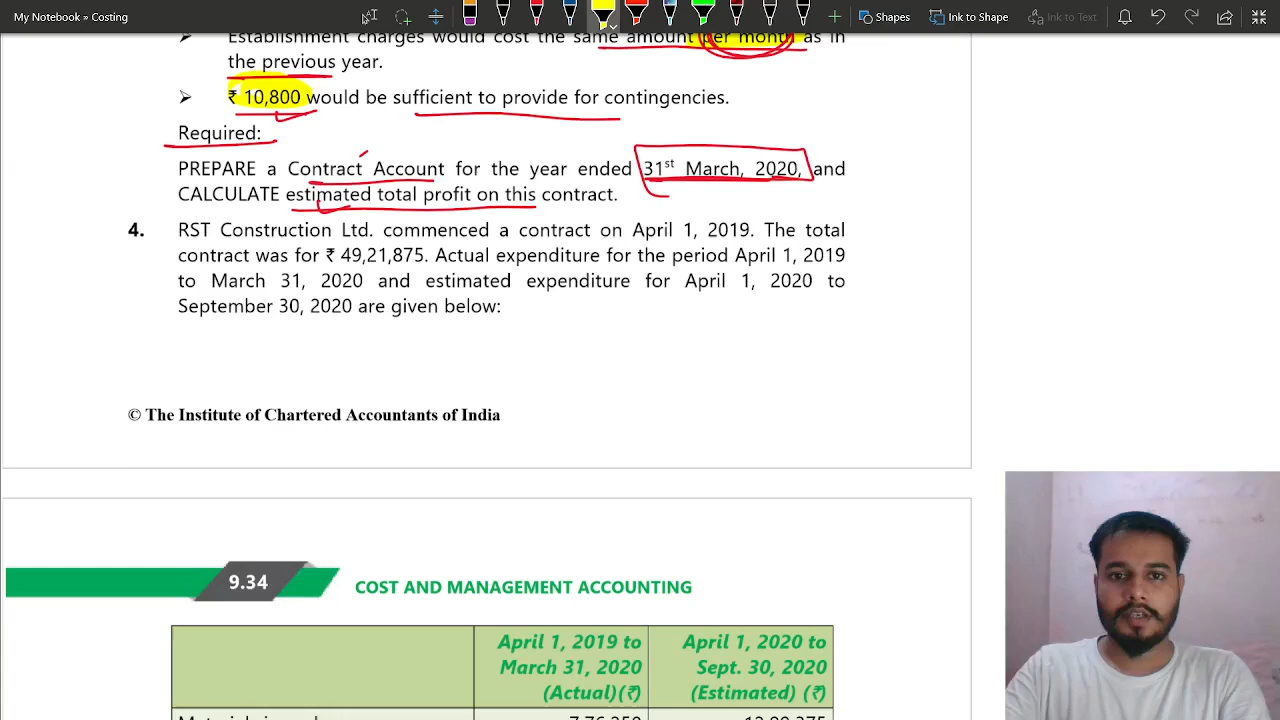 My Notebook » Costing
Shapes
Ink to Shape
Ink to Text
➢ Establishment charges would cost the same amount per month as in
the previous year.
➢ ₹ 10,800 would be sufficient to provide for contingencies.
Required:
PREPARE a Contract Account for the year ended 31st March, 2020, and
CALCULATE estimated total profit on this contract.
4. RST Construction Ltd. commenced a contract on April 1, 2019. The total
contract was for ₹ 49,21,875. Actual expenditure for the period April 1, 2019
to March 31, 2020 and estimated expenditure for April 1, 2020 to
September 30, 2020 are given below:
© The Institute of Chartered Accountants of India
9.34 COST AND MANAGEMENT ACCOUNTING
April 1, 2019 to
March 31, 2020
(Actual)(₹)
April 1, 2020 to
Sept. 30, 2020
(Estimated) (₹)